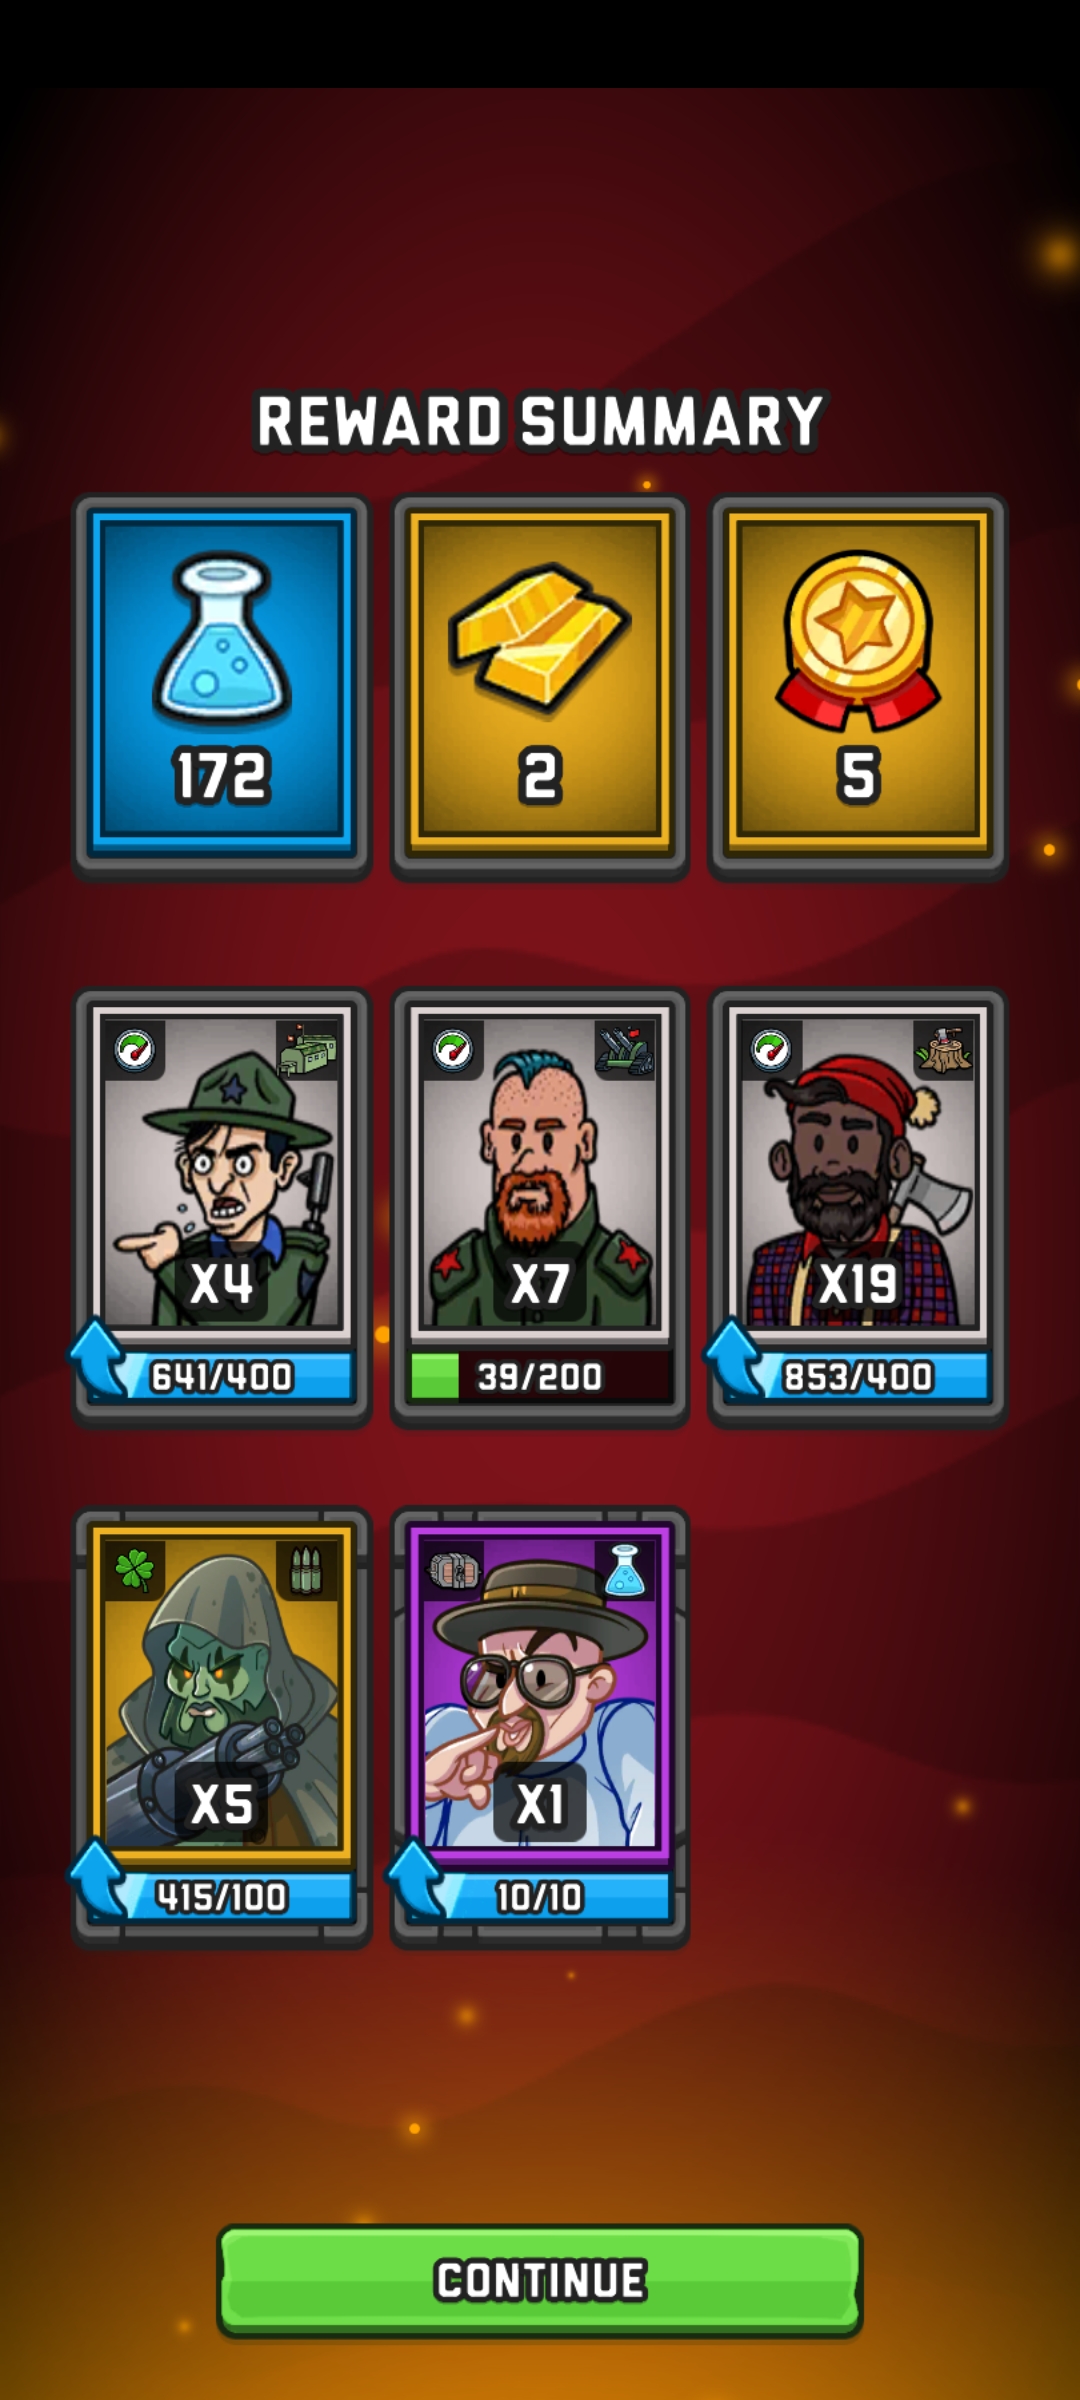 REWARD SUMMARY
172
2
5
X4
X7
X19
641/400
39/200
853/400
X5
X1
415/100
10/10
CONTINUE